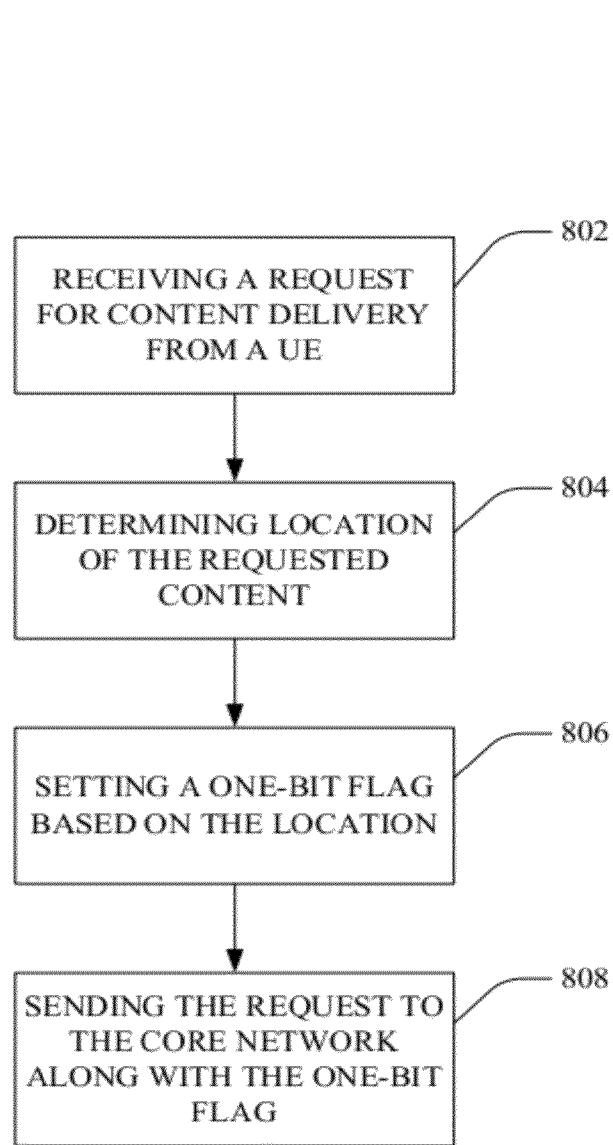 802
RECEIVING A REQUEST
FOR CONTENT DELIVERY
FROM A UE
804
DETERMINING LOCATION
OF THE REQUESTED
CONTENT
806
SETTING A ONE-BIT FLAG
BASED ON THE LOCATION
808
SENDING THE REQUEST TO
THE CORE NETWORK
ALONG WITH THE ONE-BIT
FLAG